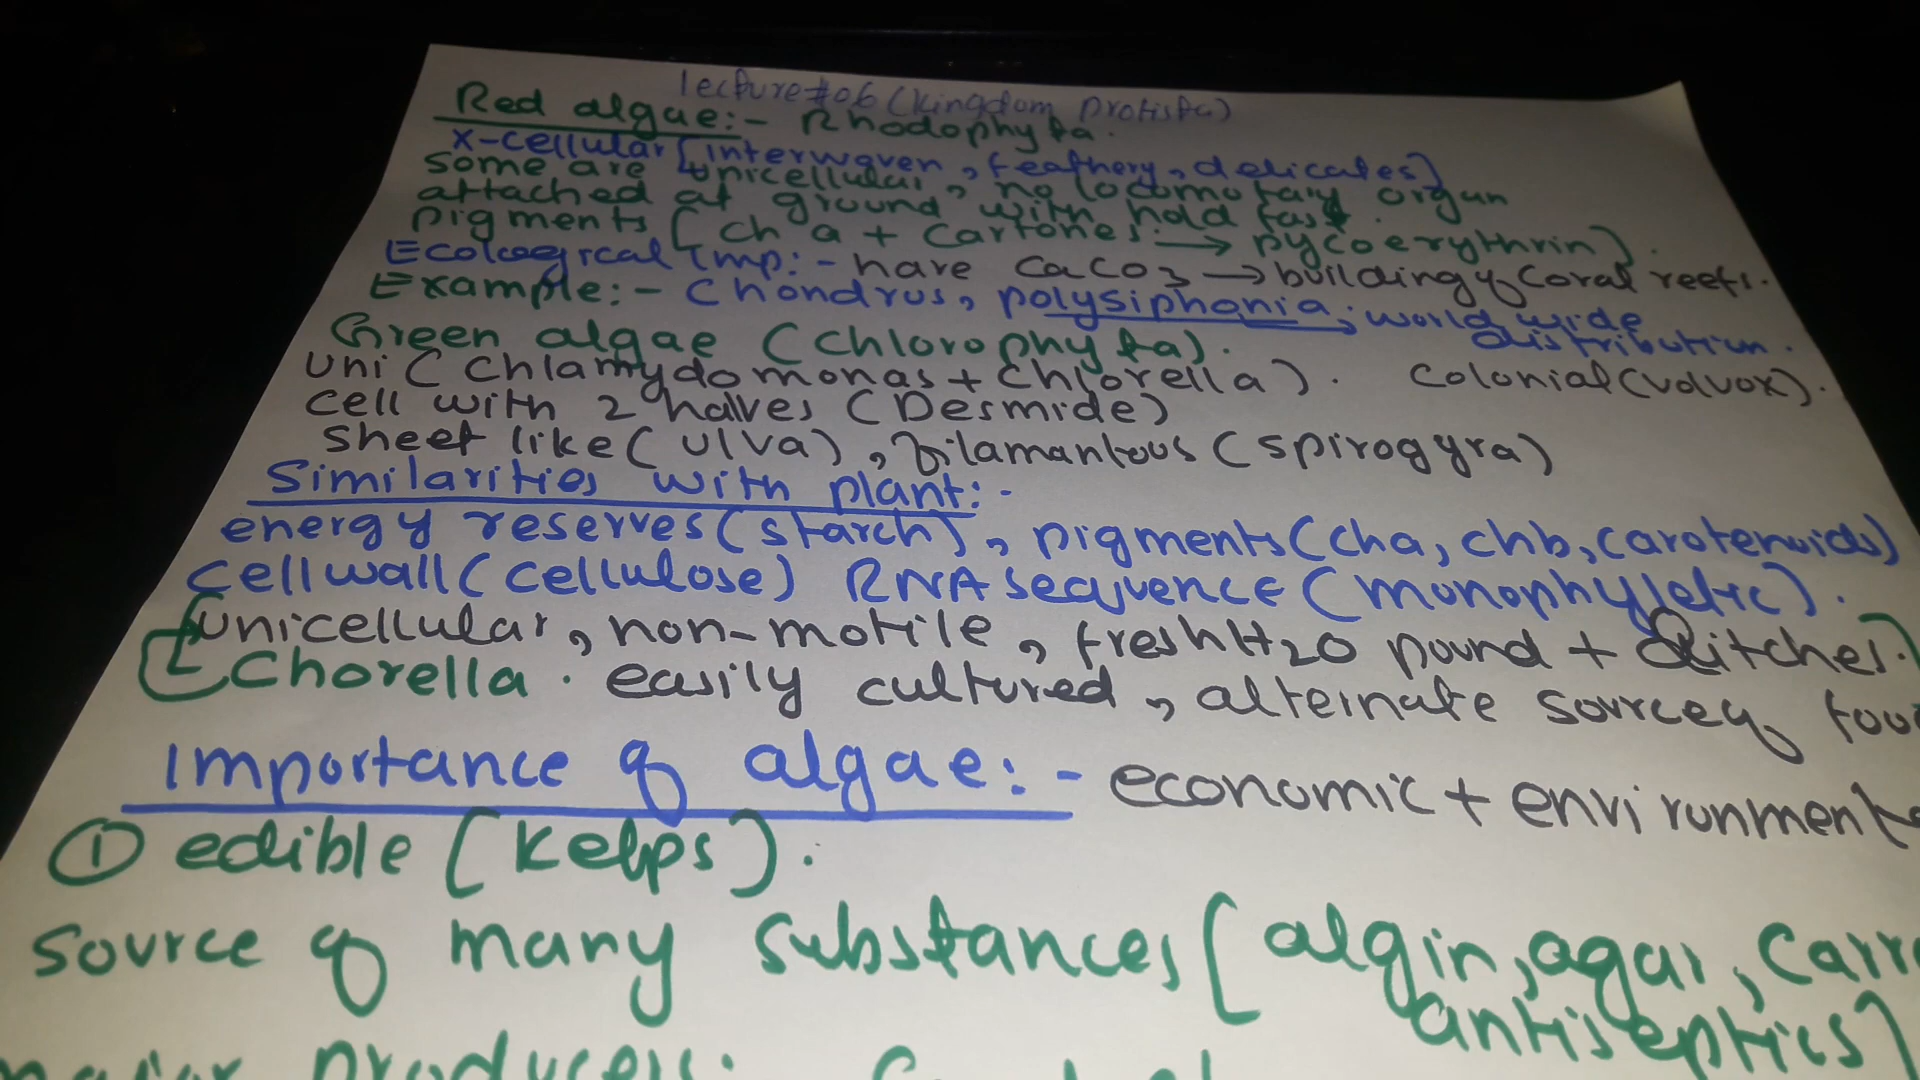 lecture#06 (kingdom protista)
Red algae:- Rhodophyta.
x-cellular [interwaven, feathery, delicates]
some are unicellular, no locomotary organ
attached at ground with hold fast.
pigments [ch a + cartones. → pycoerythrin].
Ecological Imp:- have CaCO3 → building of Coral reefs.
Example:- Chondrus, polysiphonia, world wide
distribution.
Green algae (Chlorophyta).
uni (Chlamydomonas + Chlorella). Colonial (volvox).
cell with 2 halves (Desmide)
sheet like (ulva), filamantous (spirogyra)
Similarities with plant:-
energy reserves (starch), pigments (cha, chb, carotenoids)
cellwall (cellulose) RNA sequence (monophyletic).
[unicellular, non-motile, fresh H2O pound + ditches.]
[Chorella. easily cultured, alternate source of
Importance of algae:- economic + environment
① edible [Kelps].
source of many substances [algin, agar,
antiseptics]
major producers.